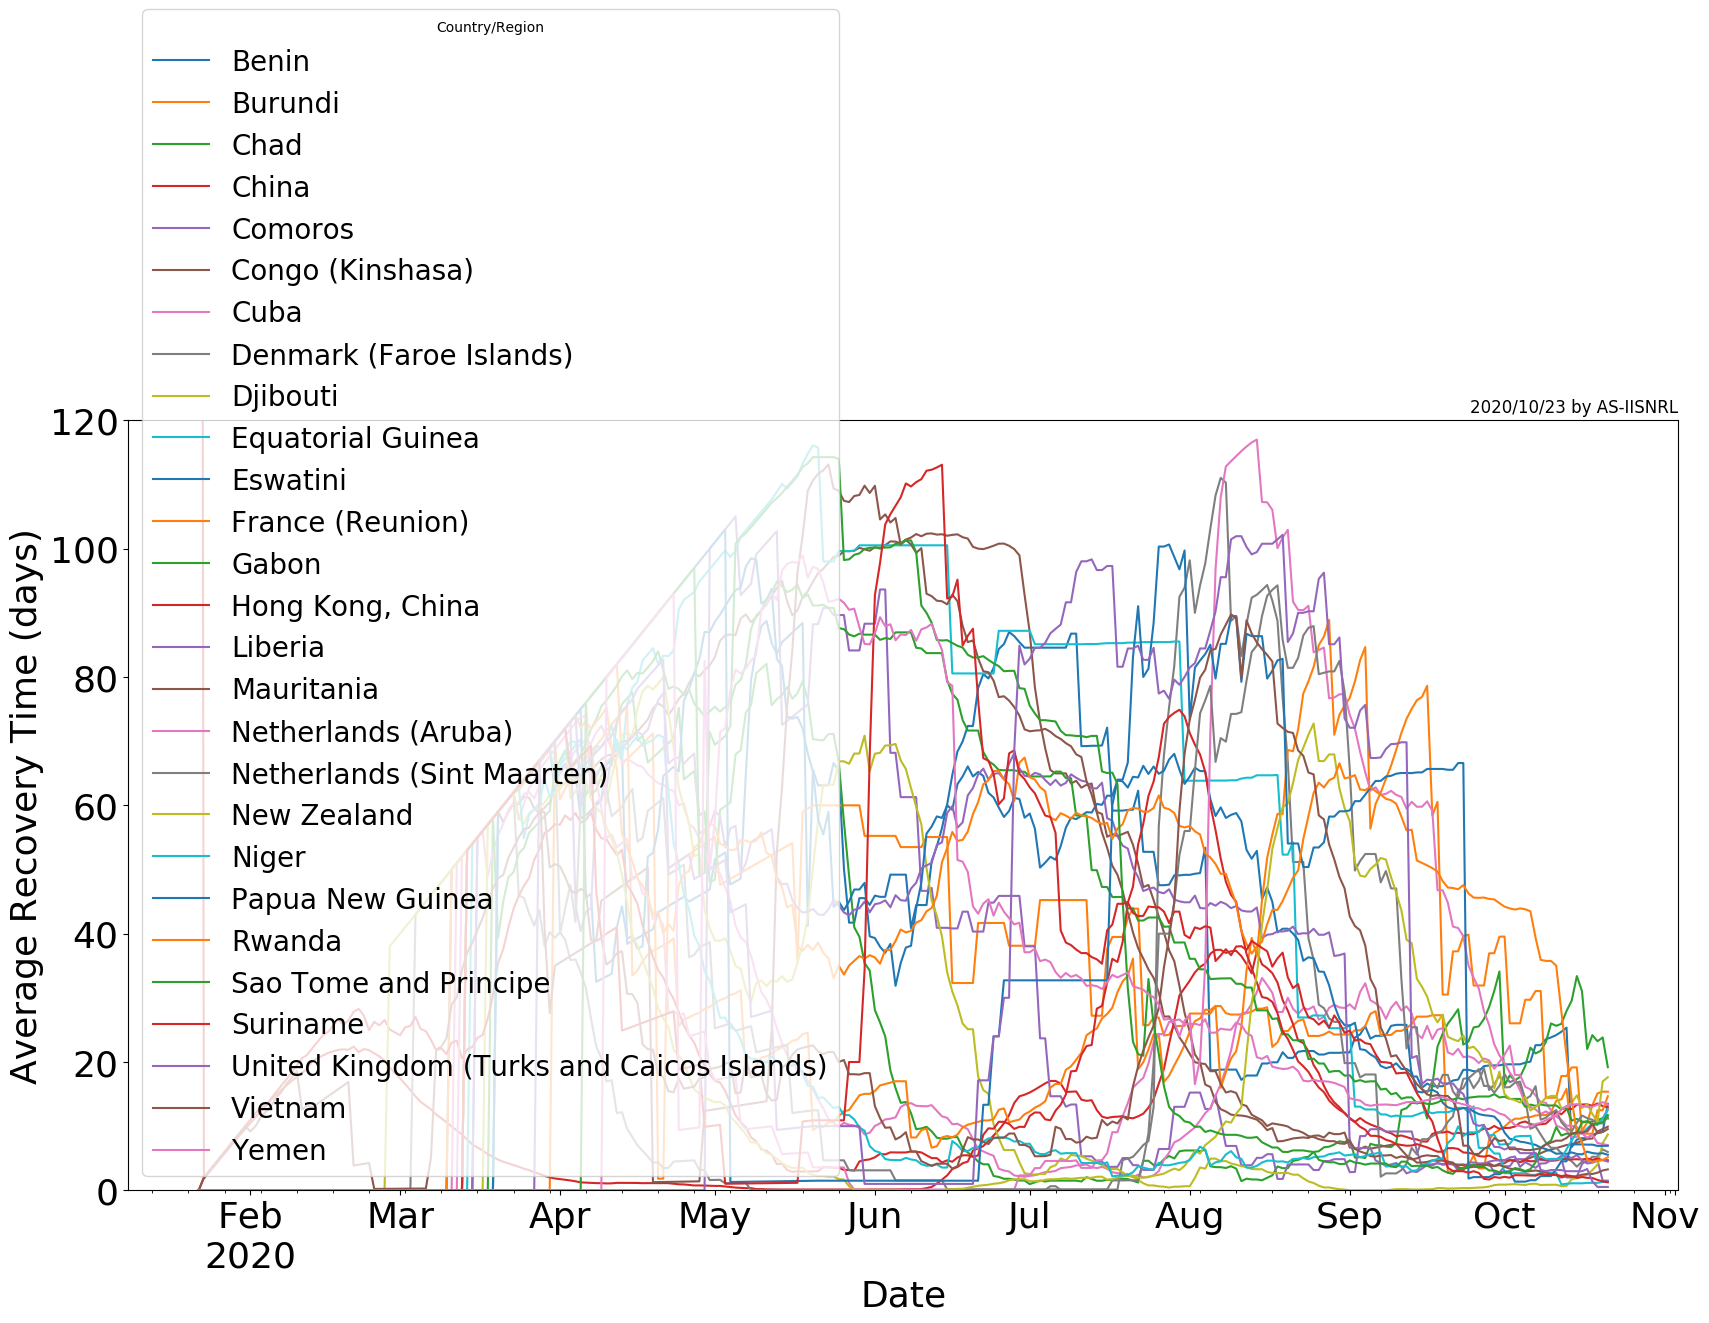 Country/Region
Benin
Burundi
Chad
China
Comoros
Congo (Kinshasa)
Cuba
Denmark (Faroe Islands)
Djibouti
Equatorial Guinea
Eswatini
France (Reunion)
Gabon
Hong Kong, China
Liberia
Mauritania
Netherlands (Aruba)
Netherlands (Sint Maarten)
New Zealand
Niger
Papua New Guinea
Rwanda
Sao Tome and Principe
Suriname
United Kingdom (Turks and Caicos Islands)
Vietnam
Yemen
2020/10/23 by AS-IISNRL
120
100
80
60
40
20
0
Average Recovery Time (days)
Feb Mar Apr May Jun Jul Aug Sep Oct Nov
2020
Date